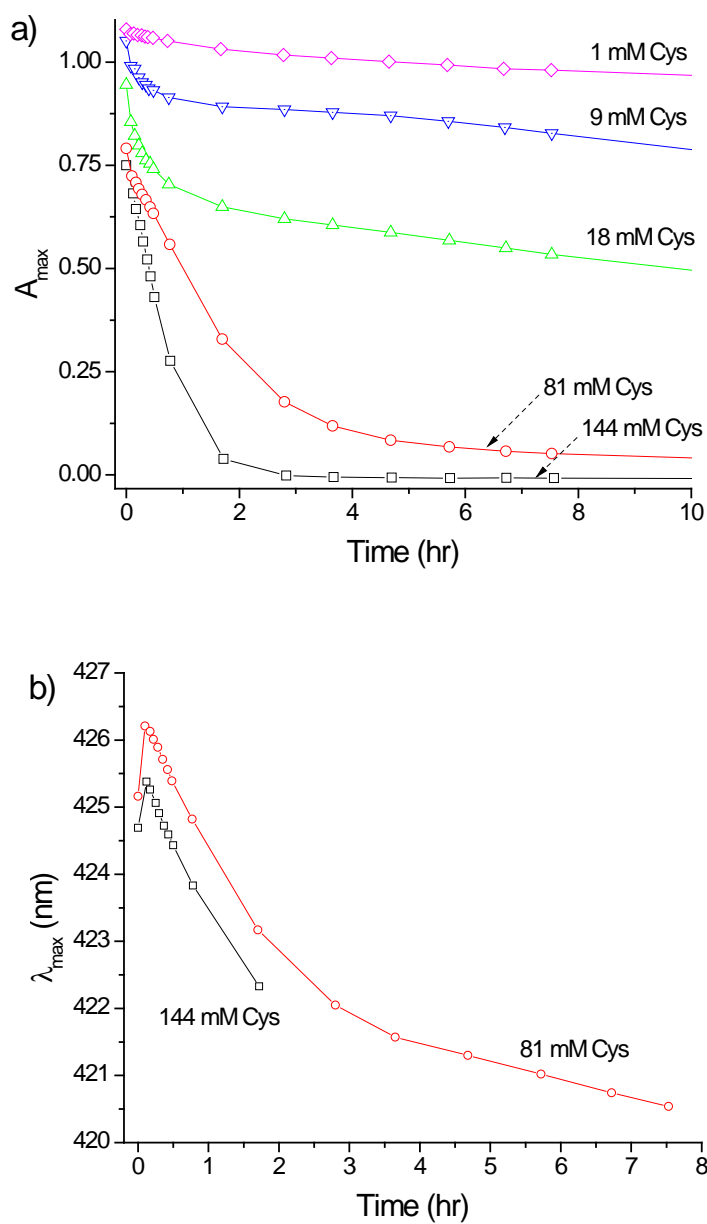 a)
1.00
0.75
0.50
0.25
0.00
A_max
1 mM Cys
9 mM Cys
18 mM Cys
81 mM Cys
144 mM Cys
0 2 4 6 8 10
Time (hr)
b)
427
426
425
424
423
422
421
420
λ_max (nm)
144 mM Cys
81 mM Cys
0 1 2 3 4 5 6 7 8
Time (hr)